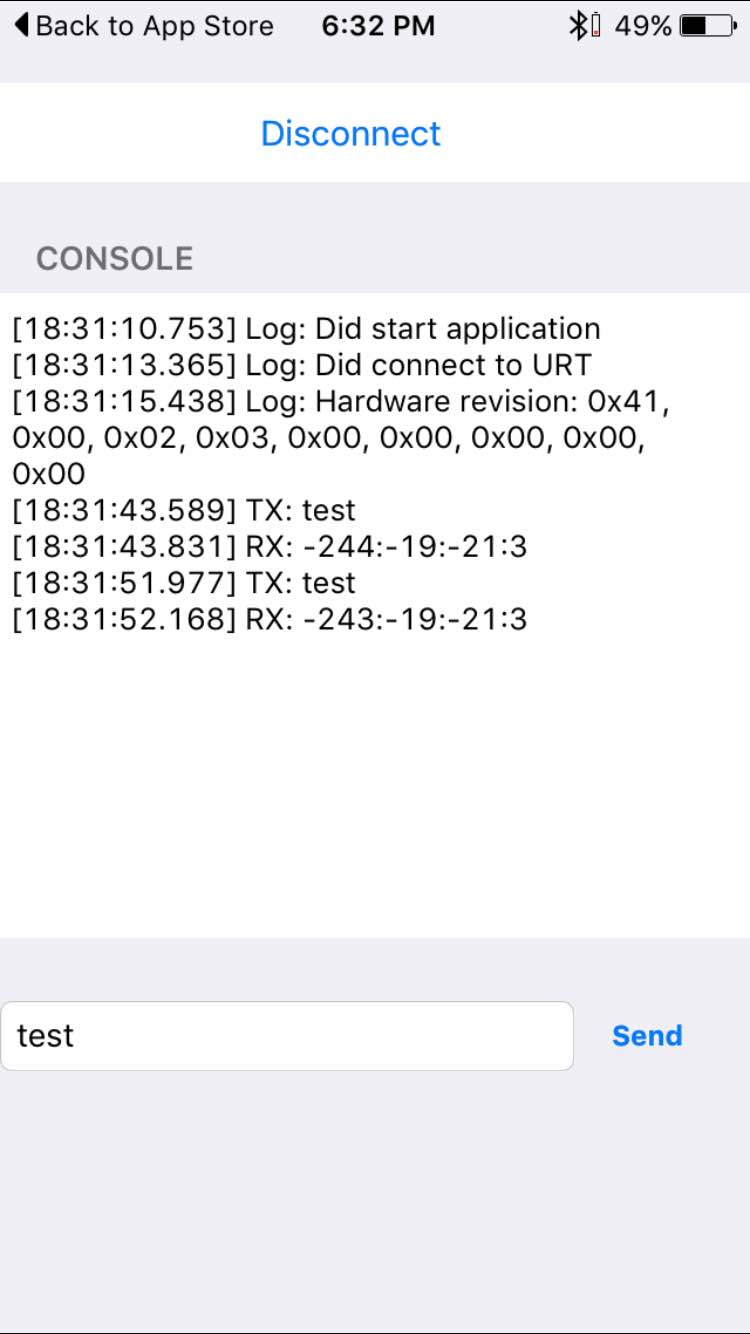 Back to App Store 6:32 PM 49%
Disconnect
CONSOLE
[18:31:10.753] Log: Did start application
[18:31:13.365] Log: Did connect to URT
[18:31:15.438] Log: Hardware revision: 0x41,
0x00, 0x02, 0x03, 0x00, 0x00, 0x00, 0x00,
0x00
[18:31:43.589] TX: test
[18:31:43.831] RX: -244:-19:-21:3
[18:31:51.977] TX: test
[18:31:52.168] RX: -243:-19:-21:3
test Send